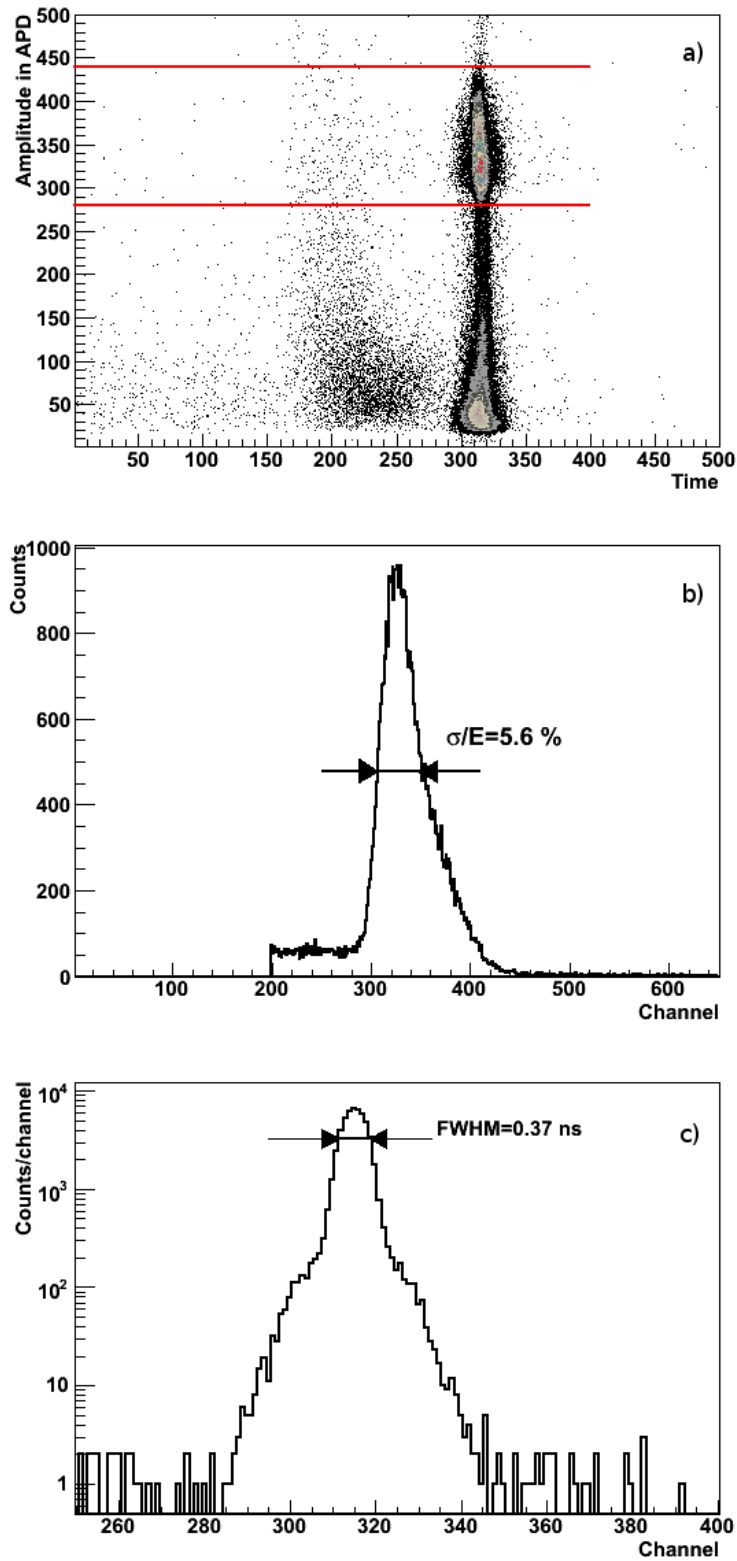 500
450
400
350
300
250
200
150
100
50
Amplitude in APD
a)
50 100 150 200 250 300 350 400 450 500
Time
1000
800
600
400
200
0
Counts
b)
σ/E=5.6 %
100 200 300 400 500 600
Channel
10⁴
10³
10²
10
1
Counts/channel
c)
FWHM=0.37 ns
260 280 300 320 340 360 380 400
Channel